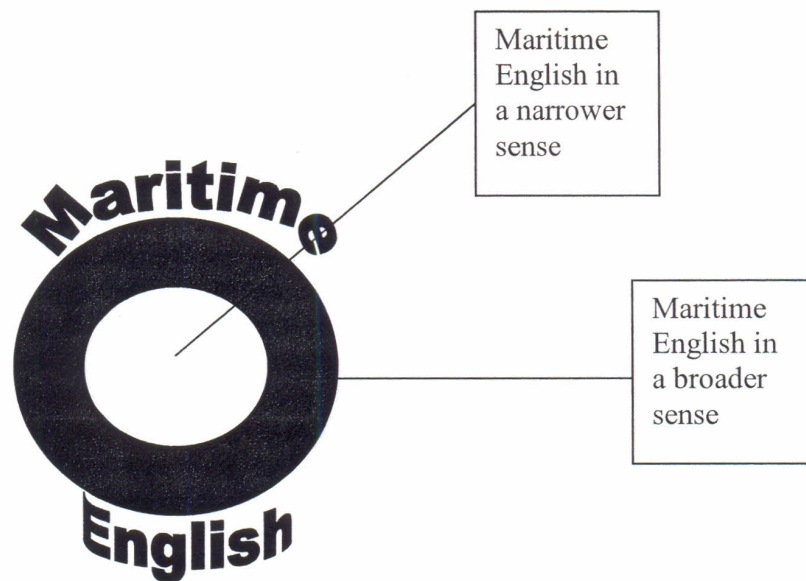 Maritime
English in
a narrower
sense
Maritime
English
Maritime
English in
a broader
sense